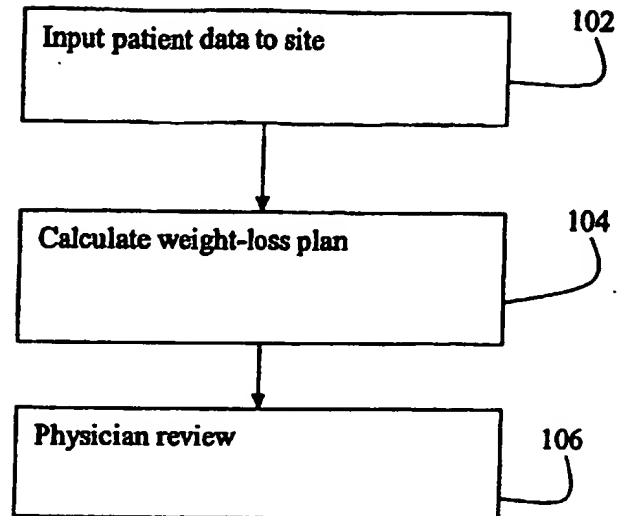 Input patient data to site
102
Calculate weight-loss plan
104
Physician review
106